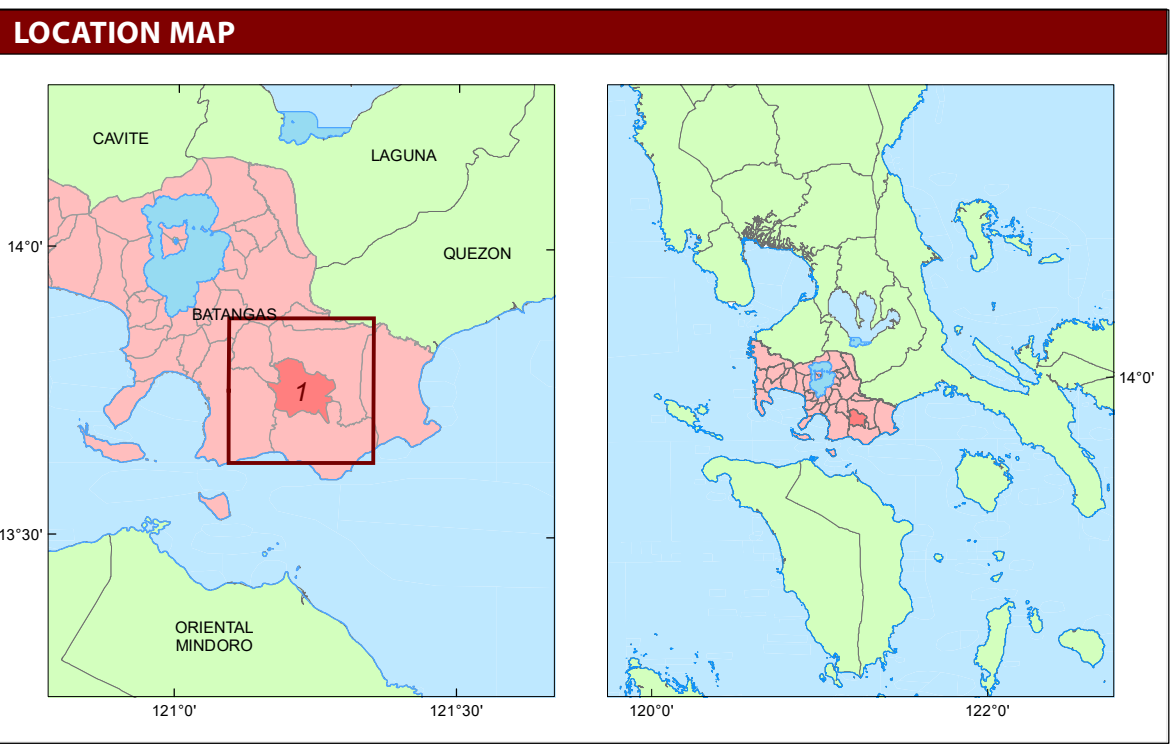 LOCATION MAP
CAVITE
LAGUNA
14°0'
QUEZON
BATANGAS
1
13°30'
ORIENTAL
MINDORO
121°0'
121°30'
14°0'
120°0'
122°0'